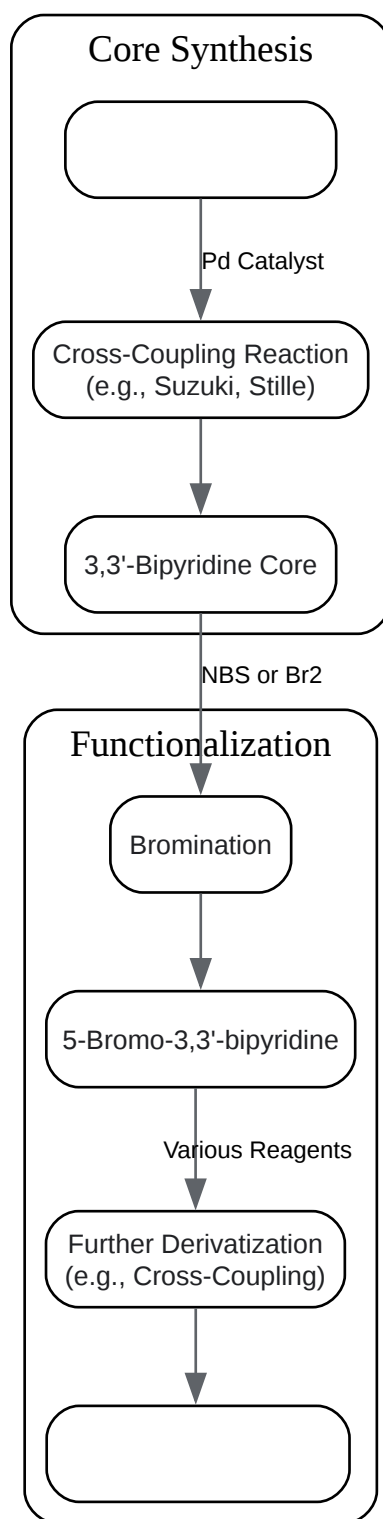 Core Synthesis
Pd Catalyst
Cross-Coupling Reaction
(e.g., Suzuki, Stille)
3,3'-Bipyridine Core
NBS or Br2
Functionalization
Bromination
5-Bromo-3,3'-bipyridine
Various Reagents
Further Derivatization
(e.g., Cross-Coupling)